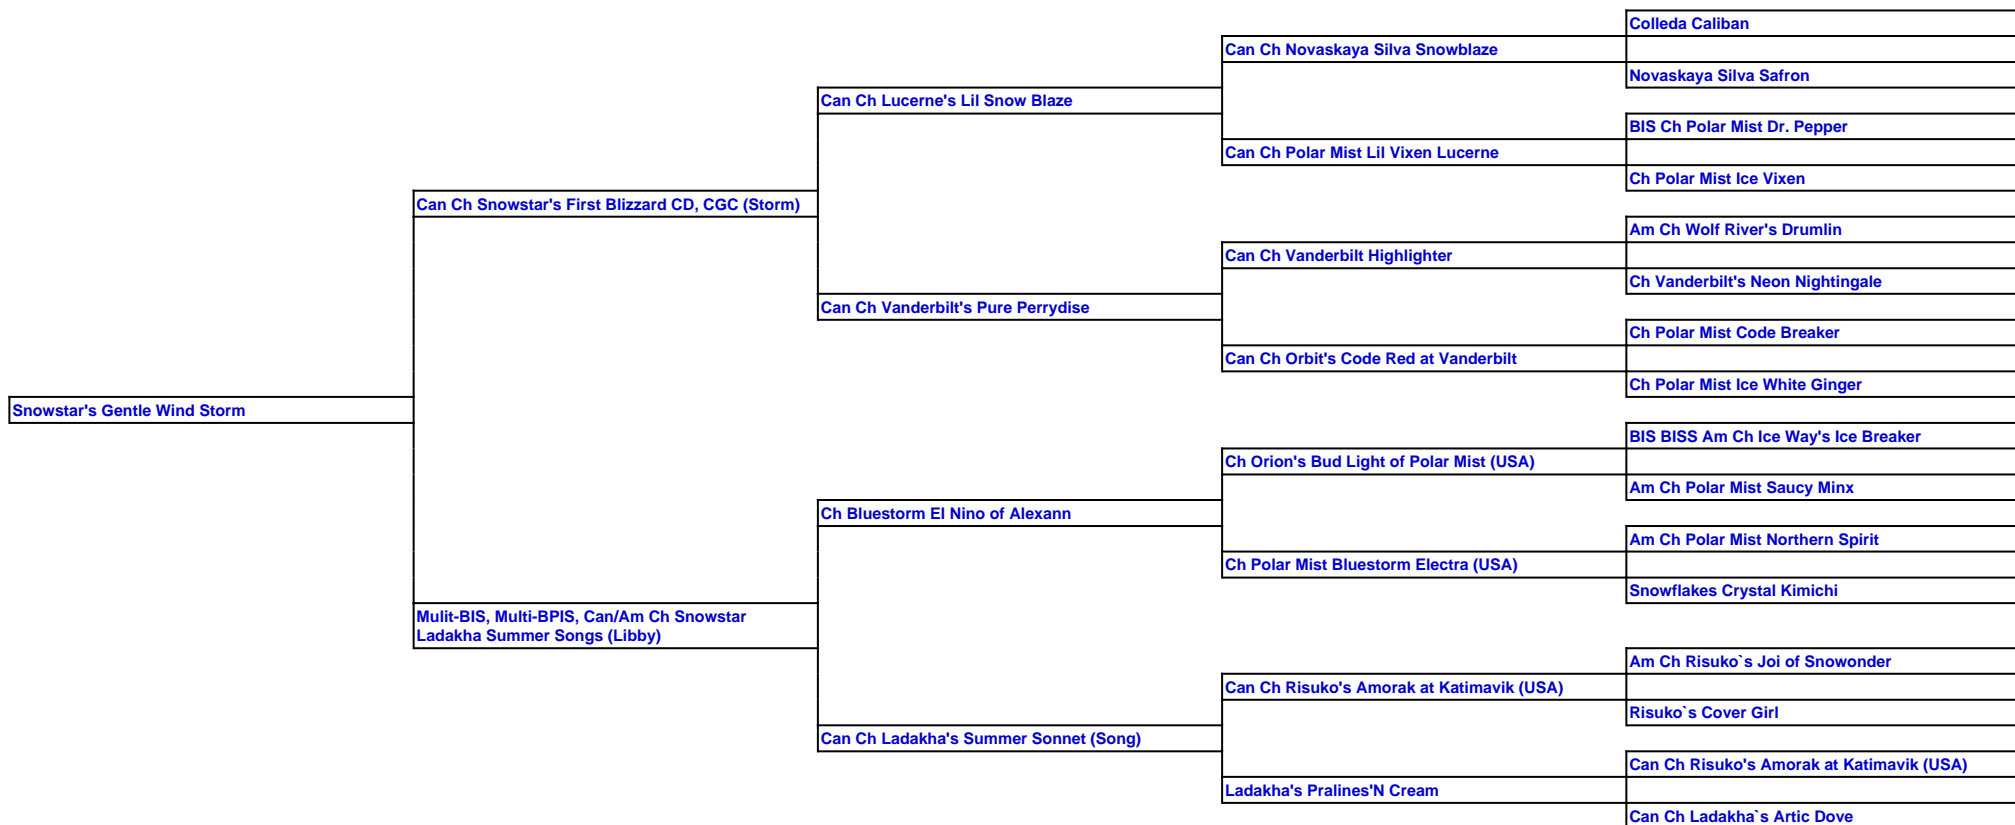 Colleda Caliban
Can Ch Novaskaya Silva Snowblaze
Novaskaya Silva Safron
Can Ch Lucerne's Lil Snow Blaze
BIS Ch Polar Mist Dr. Pepper
Can Ch Polar Mist Lil Vixen Lucerne
Ch Polar Mist Ice Vixen
Can Ch Snowstar's First Blizzard CD, CGC (Storm)
Am Ch Wolf River's Drumlin
Can Ch Vanderbilt Highlighter
Ch Vanderbilt's Neon Nightingale
Can Ch Vanderbilt's Pure Perrydise
Ch Polar Mist Code Breaker
Can Ch Orbit's Code Red at Vanderbilt
Ch Polar Mist Ice White Ginger
Snowstar's Gentle Wind Storm
BIS BISS Am Ch Ice Way's Ice Breaker
Ch Orion's Bud Light of Polar Mist (USA)
Am Ch Polar Mist Saucy Minx
Ch Bluestorm El Nino of Alexann
Am Ch Polar Mist Northern Spirit
Ch Polar Mist Bluestorm Electra (USA)
Snowflakes Crystal Kimichi
Mulit-BIS, Multi-BPIS, Can/Am Ch Snowstar
Ladakha Summer Songs (Libby)
Am Ch Risuko`s Joi of Snowonder
Can Ch Risuko's Amorak at Katimavik (USA)
Risuko`s Cover Girl
Can Ch Ladakha's Summer Sonnet (Song)
Can Ch Risuko's Amorak at Katimavik (USA)
Ladakha's Pralines'N Cream
Can Ch Ladakha`s Artic Dove